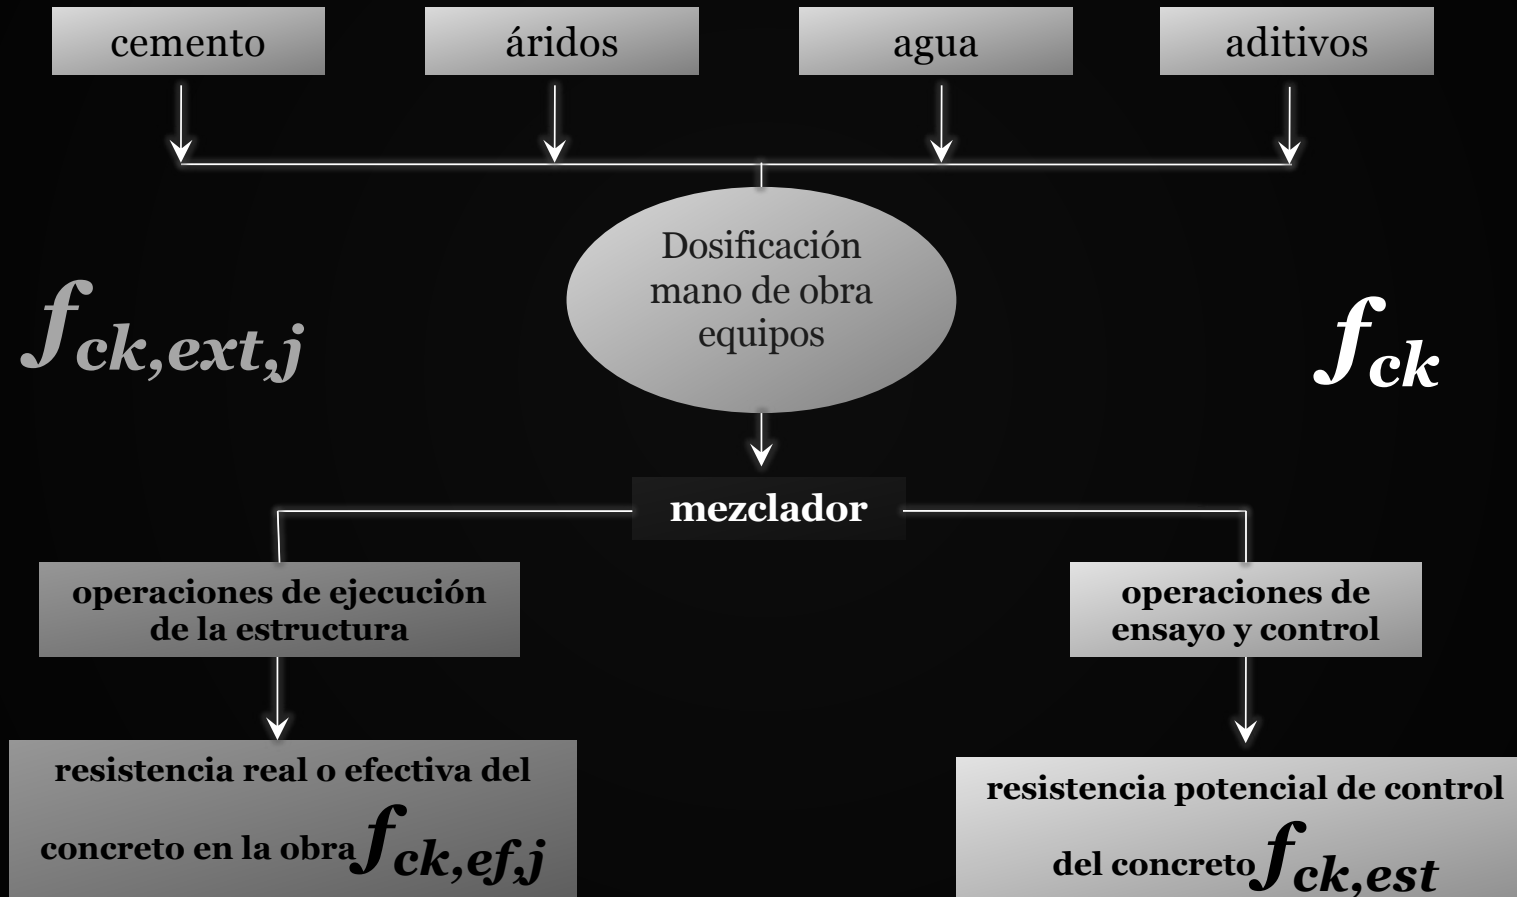 cemento
áridos
agua
aditivos
Dosificación
mano de obra
equipos
fck,ext,j
fck
mezclador
operaciones de ejecución
de la estructura
operaciones de
ensayo y control
resistencia real o efectiva del
concreto en la obra fck,ef,j
resistencia potencial de control
del concreto fck,est